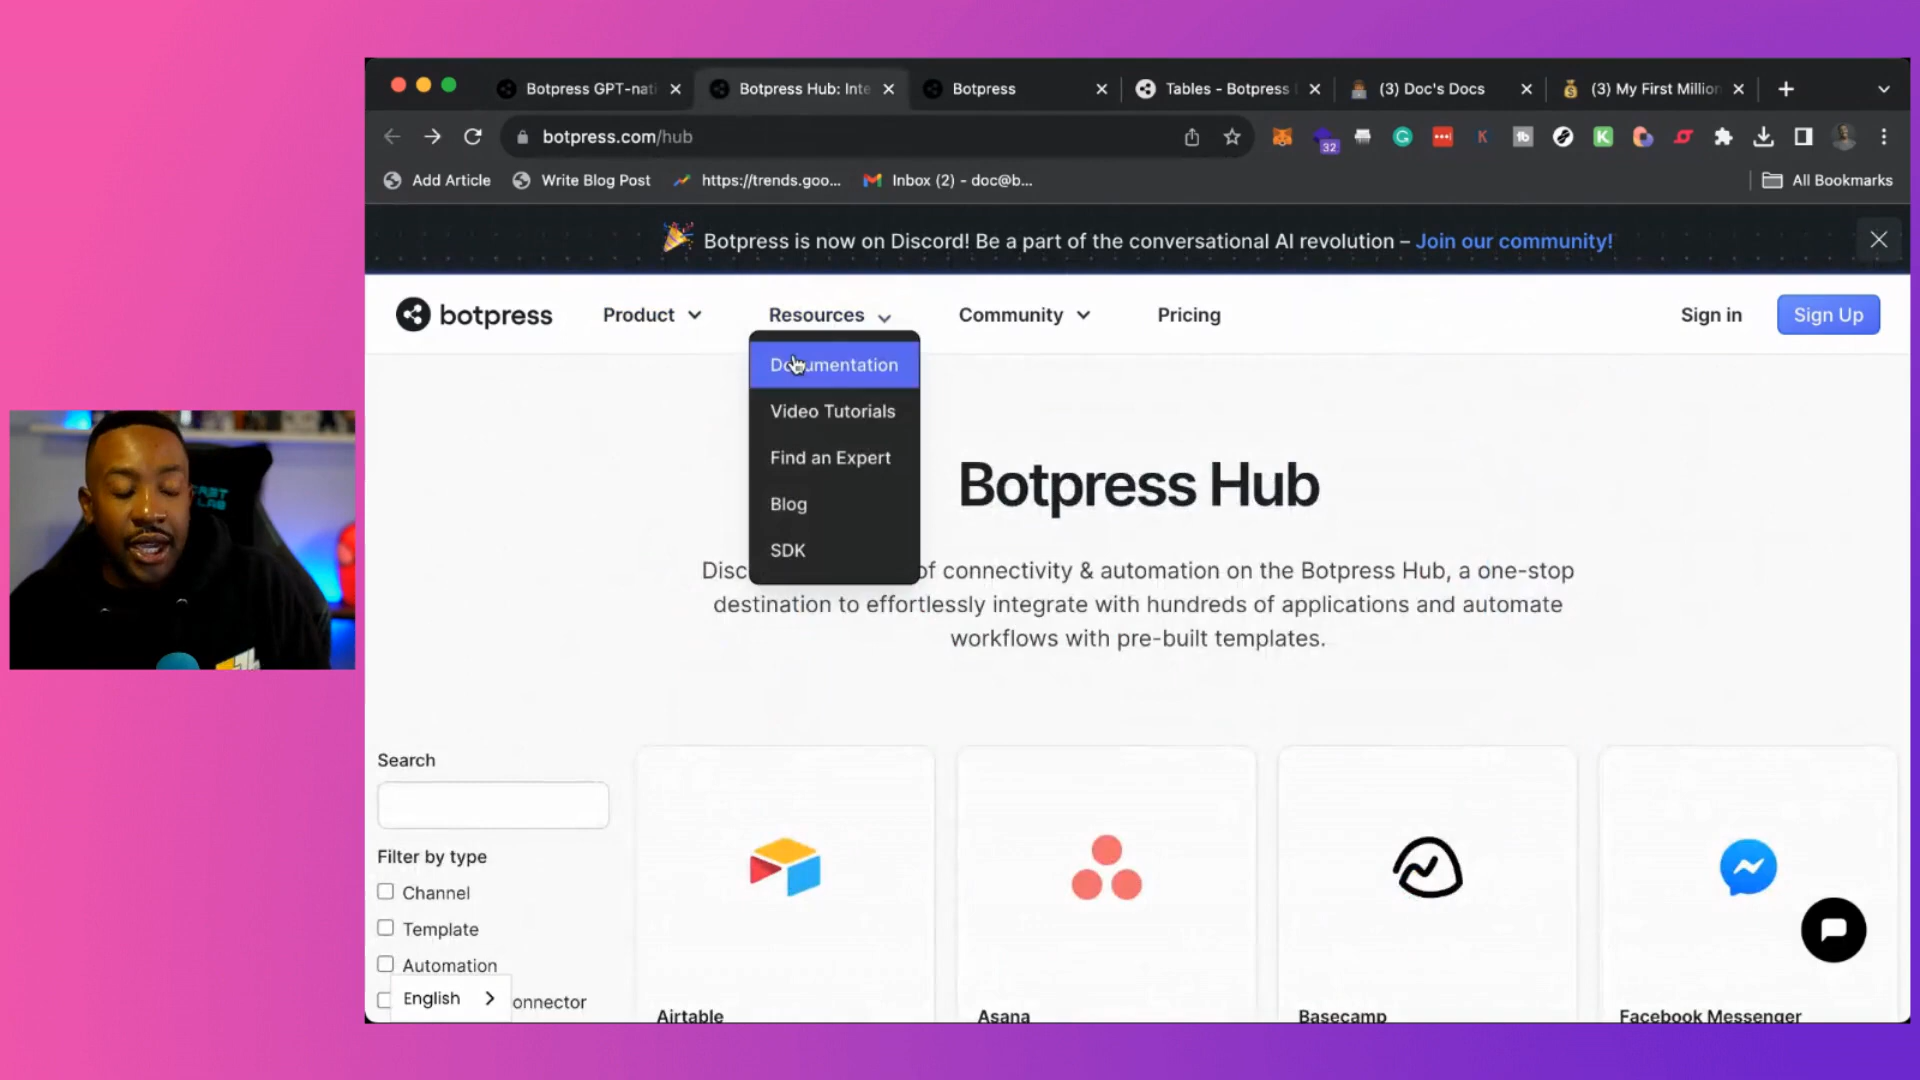 Botpress GPT-nati
Botpress Hub: Inte
Botpress
Tables - Botpress
(3) Doc's Docs
(3) My First Million
botpress.com/hub
32
Add Article
Write Blog Post
https://trends.goo...
Inbox (2) - doc@b...
All Bookmarks
Botpress is now on Discord! Be a part of the conversational AI revolution – Join our community!
botpress
Product
Resources
Community
Pricing
Sign in
Sign Up
Documentation
Video Tutorials
Find an Expert
Blog
SDK
Botpress Hub
Disc of connectivity & automation on the Botpress Hub, a one-stop
destination to effortlessly integrate with hundreds of applications and automate
workflows with pre-built templates.
Search
Filter by type
Channel
Template
Automation
onnector
English
Airtable
Asana
Basecamp
Facebook Messenger